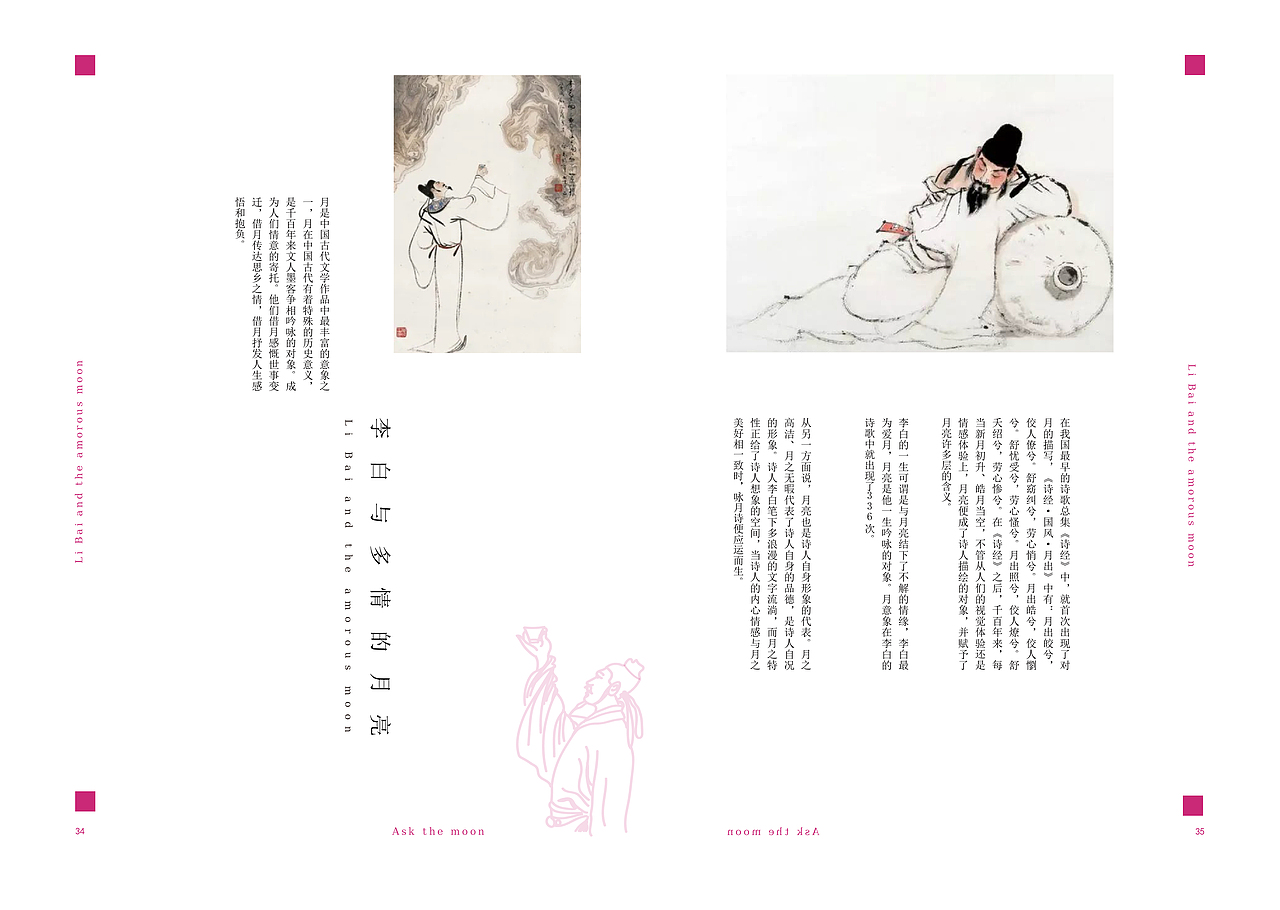 Li Bai and the amorous moon
月是中国古代文学作品中最丰富的意象之
一，月在中国古代有着特殊的历史意义，
是千百年来文人墨客争相吟咏的对象。成
为人们情意的寄托。他们借月感慨世事变
迁，借月传达思乡之情，借月抒发人生感
悟和抱负。
李白与多情的月亮
Li Bai and the amorous moon
34
Ask the moon
在我国最早的诗歌总集《诗经》中，就首次出现了对
月的描写，《诗经·国风·月出》中有：月出皎兮，
佼人僚兮。舒窈纠兮，劳心悄兮。月出皓兮，佼人懰
兮。舒忧受兮，劳心慅兮。月出照兮，佼人燎兮。舒
夭绍兮，劳心惨兮。在《诗经》之后，千百年来，每
当新月初升、皓月当空，不管从人们的视觉体验还是
情感体验上，月亮便成了诗人描绘的对象，并赋予了
月亮许多层的含义。
李白的一生可谓是与月亮结下了不解的情缘，李白最
为爱月，月亮是他一生吟咏的对象。月意象在李白的
诗歌中就出现了336次。
从另一方面说，月亮也是诗人自身形象的代表。月之
高洁、月之无暇代表了诗人自身的品德，是诗人自况
的形象。诗人李白笔下多浪漫的文字流淌，而月之特
性正给了诗人想象的空间，当诗人的内心情感与月之
美好相一致时，咏月诗便应运而生。
Li Bai and the amorous moon
Ask the moon
35